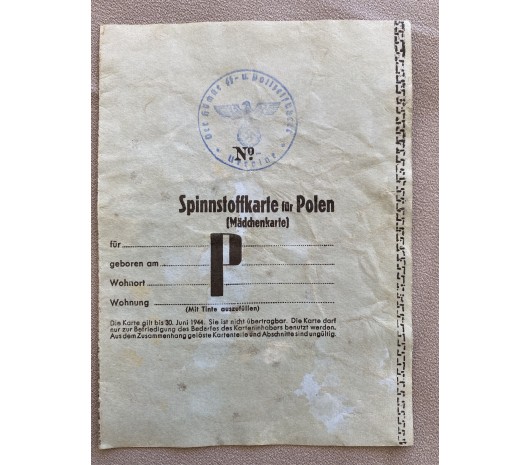 Nº
Spinnstoffkarte für Polen
(Mädchenkarte)
P
für
geboren am
Wohnort
Wohnung
(Mit Tinte auszufüllen)
Die Karte gilt bis 30. Juni 1944. Sie ist nicht übertragbar. Die Karte darf
nur zur Befriedigung des Bedarfes des Karteninhabers benutzt werden.
Aus dem Zusammenhang gelöste Kartenteile und Abschnitte sind ungültig.